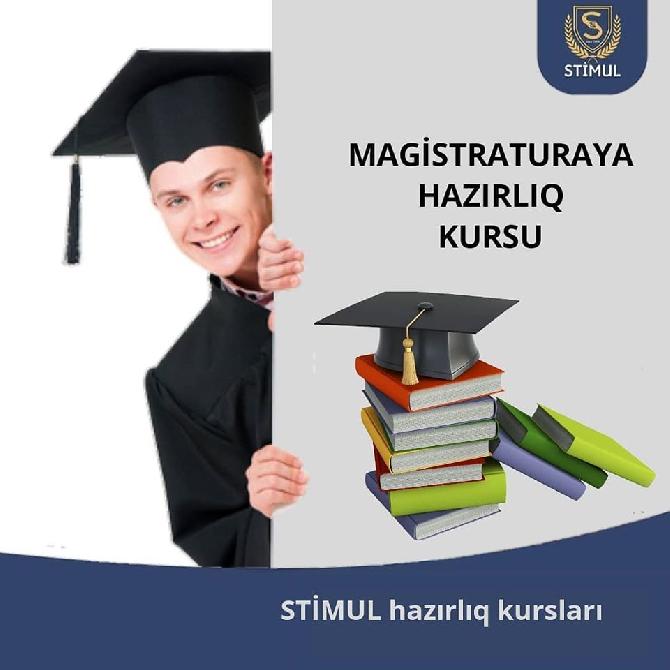 STİMUL
MAGİSTRATURAYA
HAZIRLIQ
KURSU
STİMUL hazırlıq kursları